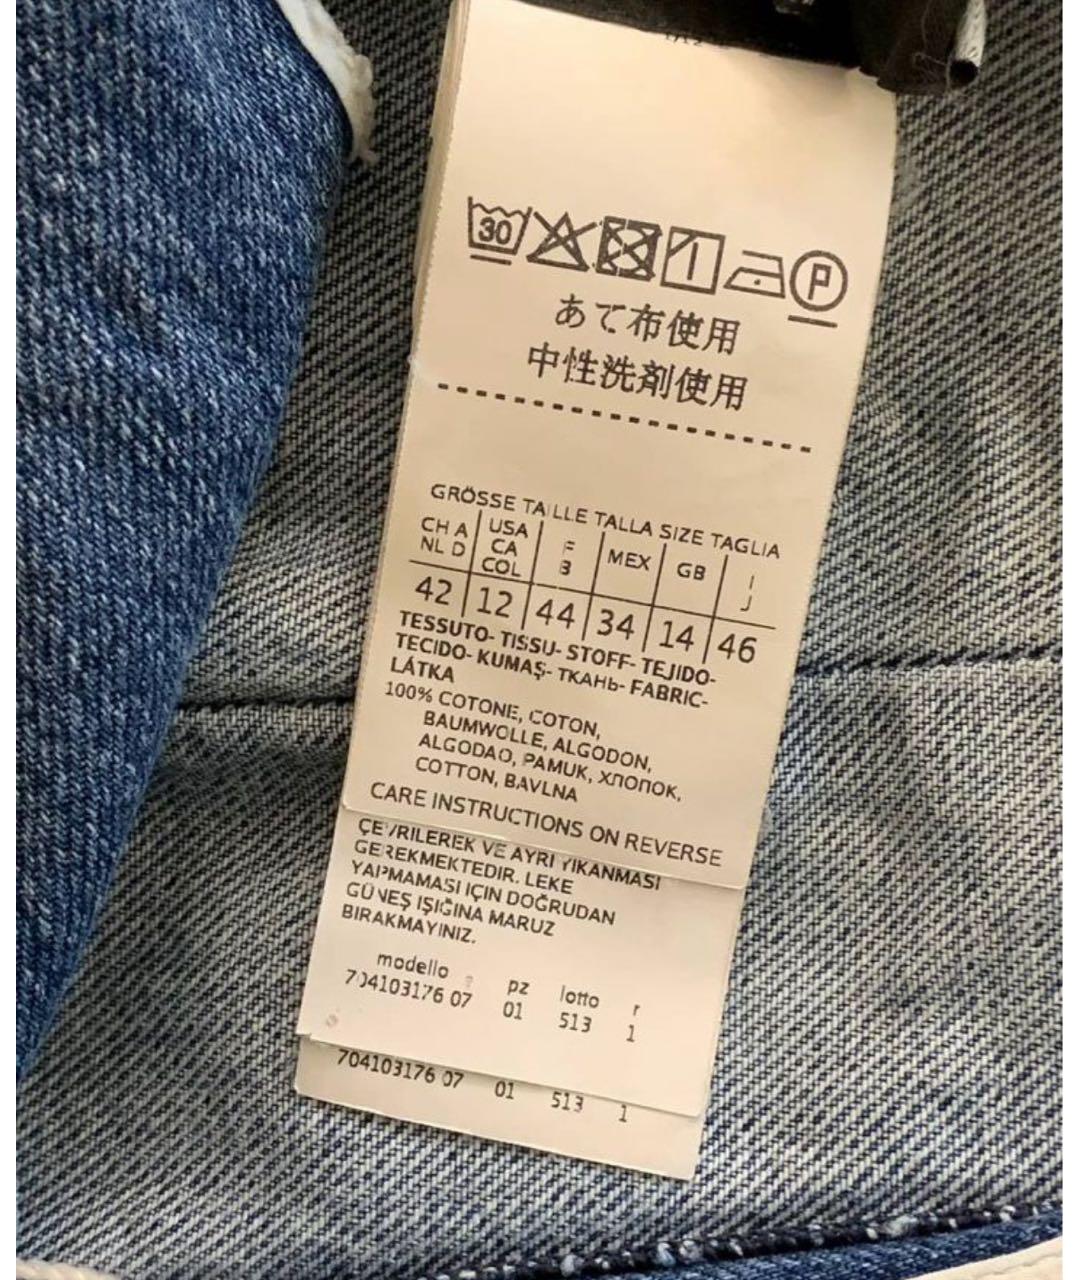 30
P
あて布使用
中性洗剤使用
GRÖSSE TAILLE TALLA SIZE TAGLIA
CH A USA F MEX GB I
NL D CA B J
COL
42 12 44 34 14 46
TESSUTO- TISSU- STOFF- TEJIDO-
TECIDO- KUMAŞ- ТКАНЬ- FABRIC-
LÁTKA
100% COTONE, COTON,
BAUMWOLLE, ALGODON,
ALGODAO, PAMUK, ХЛОПОК,
COTTON, BAVLNA
CARE INSTRUCTIONS ON REVERSE
ÇEVRILEREK VE AYRI YIKANMASI
GEREKMEKTEDIR. LEKE
YAPMAMASI IÇIN DOĞRUDAN
GÜNEŞ IŞIĞINA MARUZ
BIRAKMAYINIZ.
modello pz lotto r
704103176 07 01 513 1
704103176 07 01 513 1